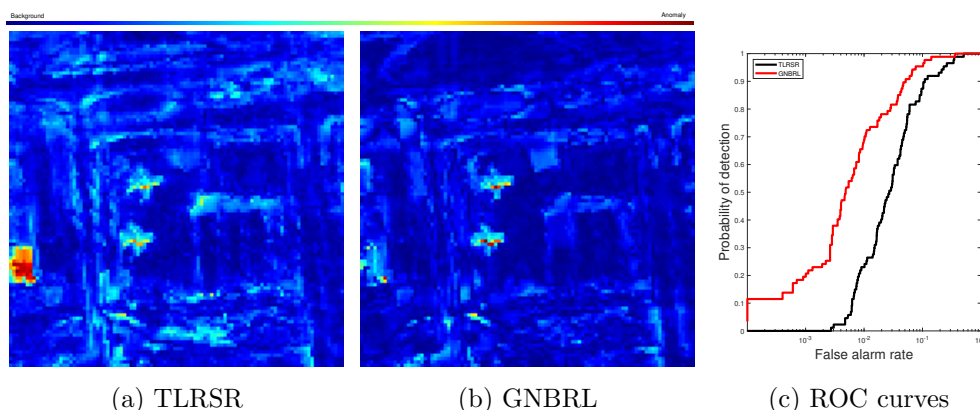 Background
Anomaly
TLRSR
GNBRL
1
0.9
0.8
0.7
0.6
0.5
0.4
0.3
0.2
0.1
0
Probability of detection
10-3
10-2
10-1
100
False alarm rate
(a) TLRSR
(b) GNBRL
(c) ROC curves